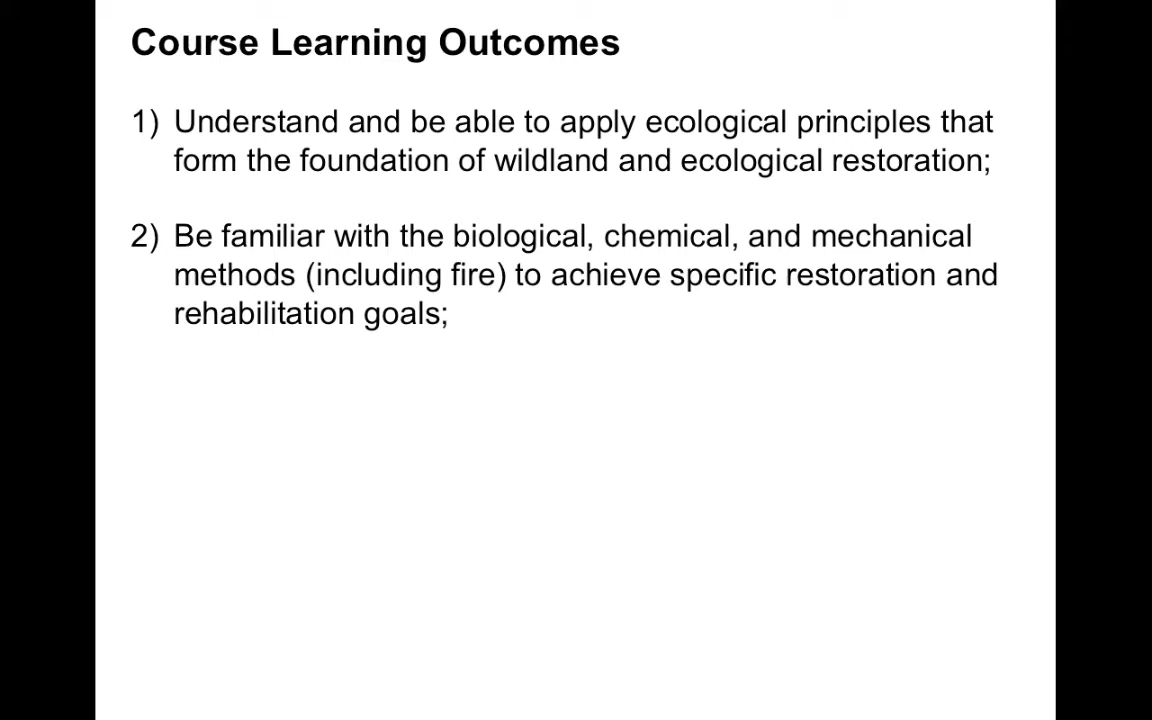 Course Learning Outcomes
1) Understand and be able to apply ecological principles that
form the foundation of wildland and ecological restoration;
2) Be familiar with the biological, chemical, and mechanical
methods (including fire) to achieve specific restoration and
rehabilitation goals;